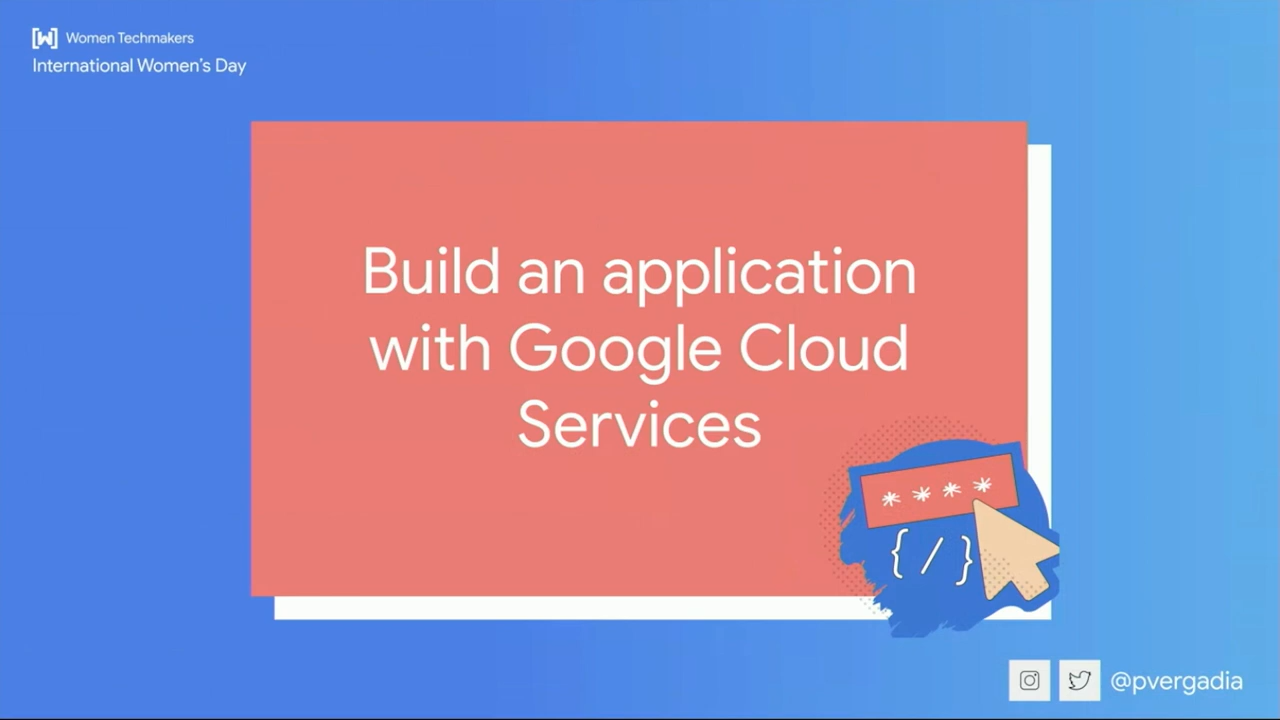 [W] Women Techmakers
International Women's Day
Build an application
with Google Cloud
Services
* * * *
{ / }
@pvergadia